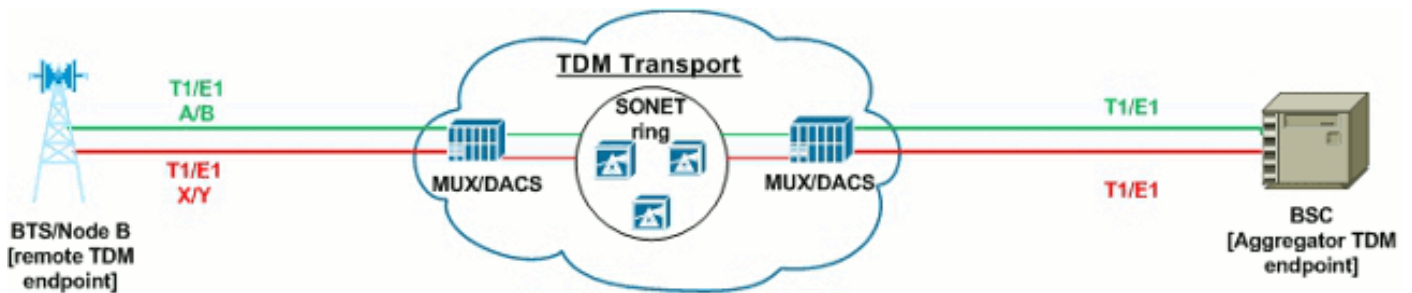 TDM Transport
T1/E1
A/B
SONET
ring
T1/E1
T1/E1
X/Y
MUX/DACS
MUX/DACS
T1/E1
BTS/Node B
[remote TDM
endpoint]
BSC
[Aggregator TDM
endpoint]